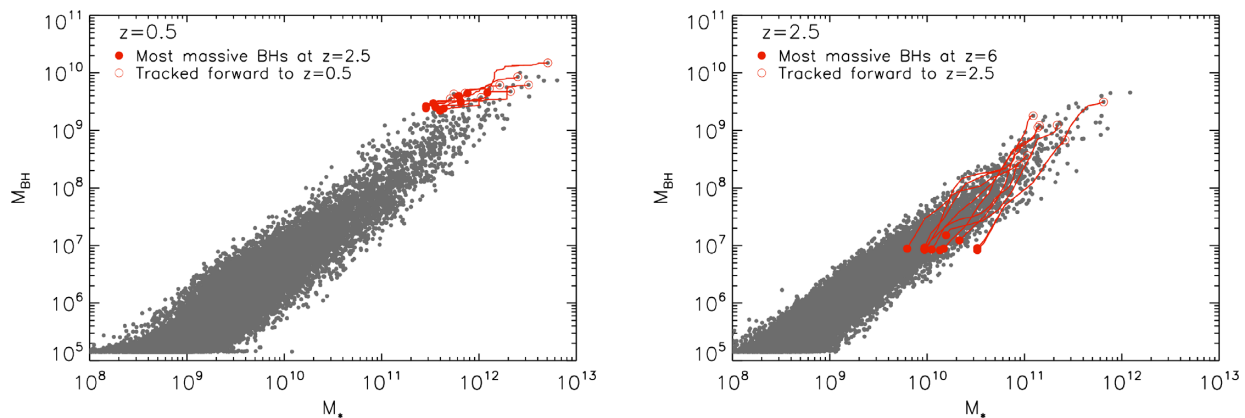 z=0.5
Most massive BHs at z=2.5
Tracked forward to z=0.5
10^10
10^9
10^8
10^7
10^6
10^5
M_BH
10^8 10^9 10^10 10^11 10^12 10^13
M_*
z=2.5
Most massive BHs at z=6
Tracked forward to z=2.5
10^10
10^9
10^8
10^7
10^6
10^5
M_BH
10^8 10^9 10^10 10^11 10^12 10^13
M_*